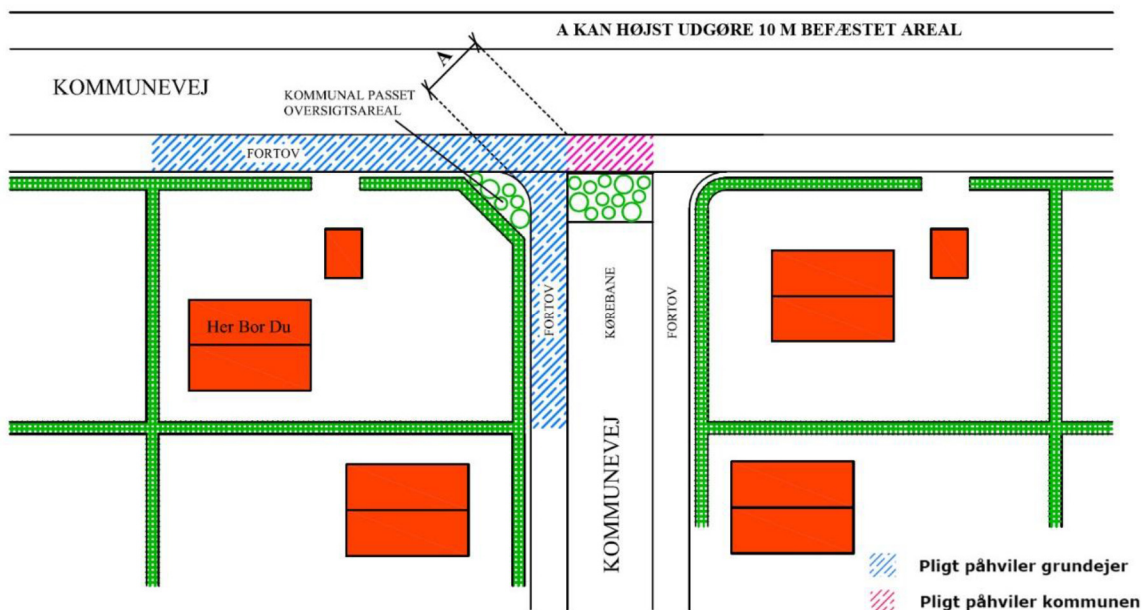 A KAN HØJST UDGØRE 10 M BEFÆSTET AREAL
A
KOMMUNEVEJ
KOMMUNAL PASSET
OVERSIGTSAREAL
FORTOV
FORTOV
KØREBANE
FORTOV
Her Bor Du
KOMMUNEVEJ
Pligt påhviler grundejer
Pligt påhviler kommunen